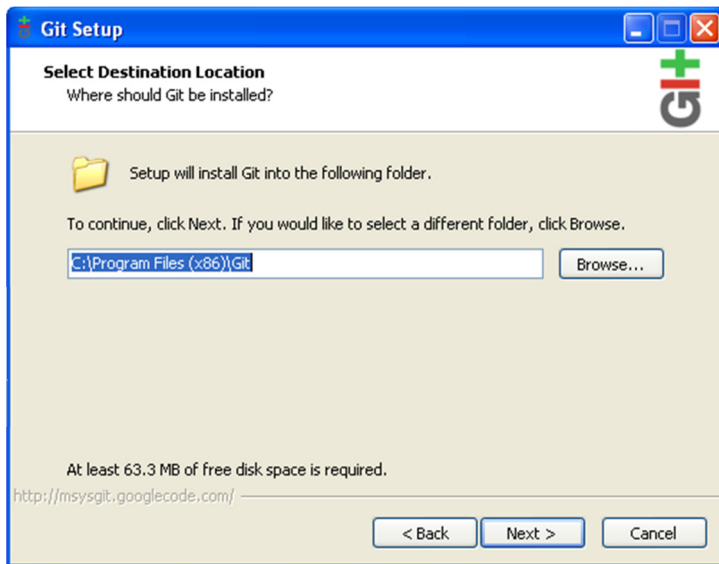 Git Setup
Select Destination Location
Where should Git be installed?
GIt
Setup will install Git into the following folder.
To continue, click Next. If you would like to select a different folder, click Browse.
C:\Program Files (x86)\Git
Browse...
At least 63.3 MB of free disk space is required.
http://msysgit.googlecode.com/
< Back
Next >
Cancel